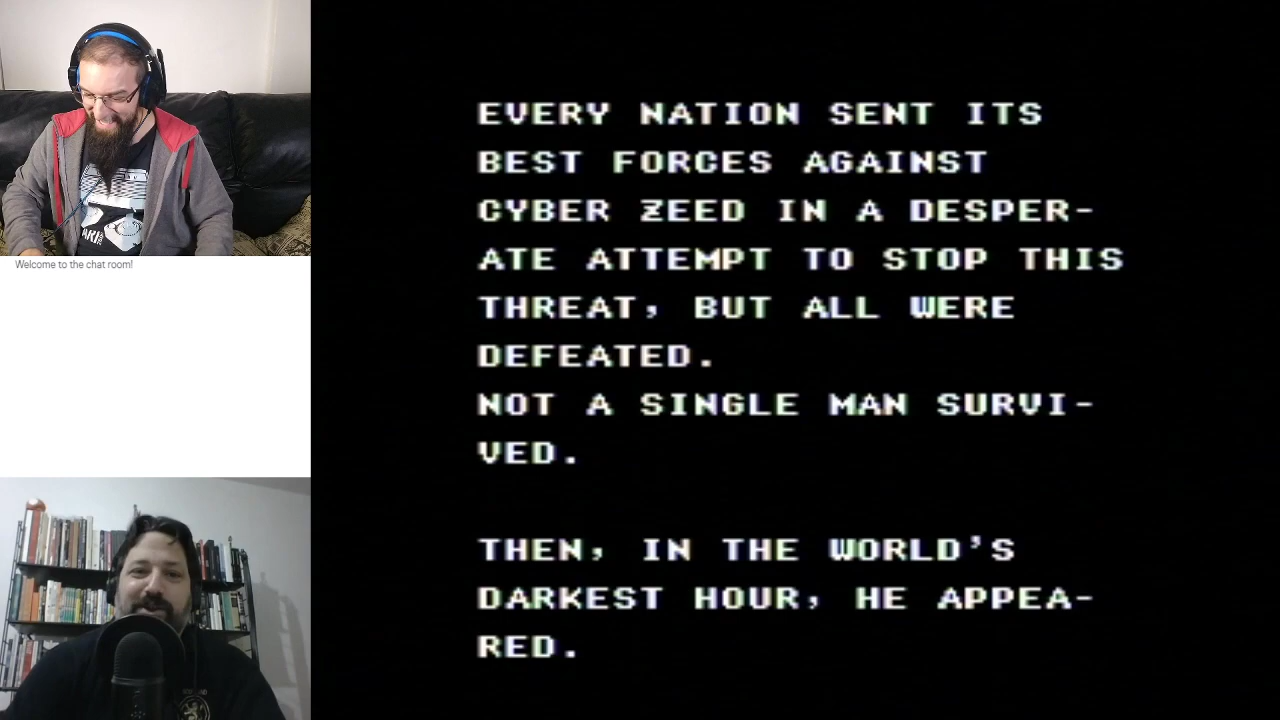 Welcome to the chat room!
EVERY NATION SENT ITS
BEST FORCES AGAINST
CYBER ZEED IN A DESPER-
ATE ATTEMPT TO STOP THIS
THREAT, BUT ALL WERE
DEFEATED.
NOT A SINGLE MAN SURVI-
VED.
THEN, IN THE WORLD'S
DARKEST HOUR, HE APPEA-
RED.